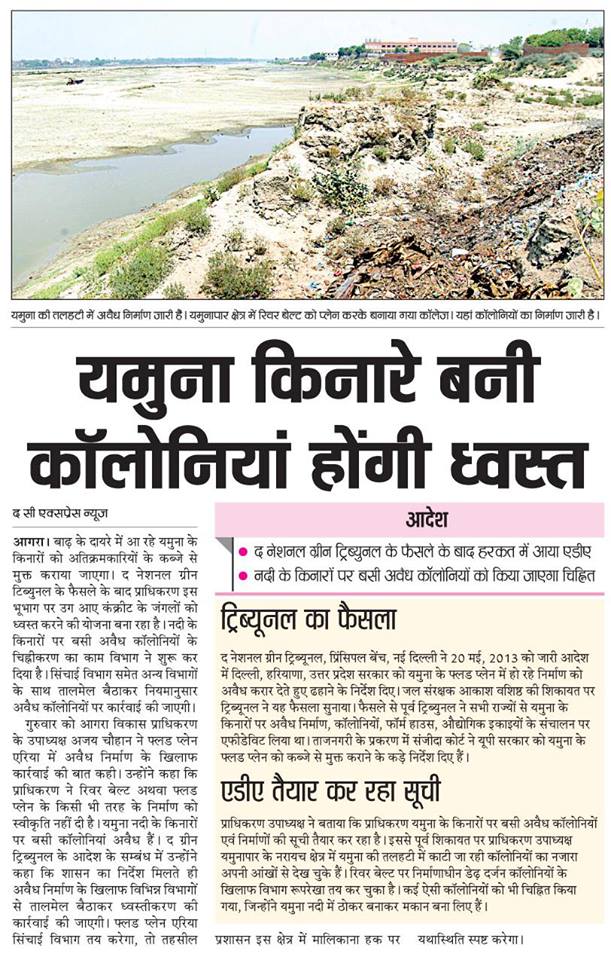 यमुना की तलहटी में अवैध निर्माण जारी है। यमुनापार क्षेत्र में रिवर बेल्ट को प्लेन करके बनाया गया कॉलेज। यहां कॉलोनियों का निर्माण जारी है।
यमुना किनारे बनी
कॉलोनियां होंगी ध्वस्त
द सी एक्सप्रेस न्यूज
आगरा। बाढ़ के दायरे में आ रहे यमुना के
किनारों को अतिक्रमकारियों के कब्जे से
मुक्त कराया जाएगा। द नेशनल ग्रीन
टिब्युनल के फैसले के बाद प्राधिकरण इस
भूभाग पर उग आए कंक्रीट के जंगलों को
ध्वस्त करने की योजना बना रहा है। नदी के
किनारों पर बसी अवैध कॉलोनियों के
चिह्नीकरण का काम विभाग ने शुरू कर
दिया है। सिंचाई विभाग समेत अन्य विभागों
के साथ तालमेल बैठाकर नियमानुसार
अवैध कॉलोनियों पर कार्रवाई की जाएगी।
गुरुवार को आगरा विकास प्राधिकरण
के उपाध्यक्ष अजय चौहान ने फ्लड प्लेन
एरिया में अवैध निर्माण के खिलाफ
कार्रवाई की बात कही। उन्होंने कहा कि
प्राधिकरण ने रिवर बेल्ट अथवा फ्लड
प्लेन के किसी भी तरह के निर्माण को
स्वीकृति नहीं दी है। यमुना नदी के किनारों
पर बसी कॉलोनियां अवैध हैं। द ग्रीन
ट्रिब्युनल के आदेश के सम्बंध में उन्होंने
कहा कि शासन का निर्देश मिलते ही
अवैध निर्माण के खिलाफ विभिन्न विभागों
से तालमेल बैठाकर ध्वस्तीकरण की
कार्रवाई की जाएगी। फ्लड प्लेन एरिया
सिंचाई विभाग तय करेगा, तो तहसील
आदेश
द नेशनल ग्रीन ट्रिब्युनल के फैसले के बाद हरकत में आया एडीए
नदी के किनारों पर बसी अवैध कॉलोनियों को किया जाएगा चिह्नित
ट्रिब्यूनल का फैसला
द नेशनल ग्रीन ट्रिब्यूनल, प्रिंसिपल बेंच, नई दिल्ली ने 20 मई, 2013 को जारी आदेश
में दिल्ली, हरियाणा, उत्तर प्रदेश सरकार को यमुना के फ्लड प्लेन में हो रहे निर्माण को
अवैध करार देते हुए ढहाने के निर्देश दिए। जल संरक्षक आकाश वशिष्ठ की शिकायत पर
ट्रिब्यूनल ने यह फैसला सुनाया। फैसले से पूर्व ट्रिब्यूनल ने सभी राज्यों से यमुना के
किनारों पर अवैध निर्माण, कॉलोनियों, फॉर्म हाउस, औद्योगिक इकाइयों के संचालन पर
एफीडेविट लिया था। ताजनगरी के प्रकरण में संजीदा कोर्ट ने यूपी सरकार को यमुना के
फ्लड प्लेन को कब्जे से मुक्त कराने के कड़े निर्देश दिए हैं।
एडीए तैयार कर रहा सूची
प्राधिकरण उपाध्यक्ष ने बताया कि प्राधिकरण यमुना के किनारों पर बसी अवैध कॉलोनियों
एवं निर्माणों की सूची तैयार कर रहा है। इससे पूर्व शिकायत पर प्राधिकरण उपाध्यक्ष
यमुनापार के नरायच क्षेत्र में यमुना की तलहटी में काटी जा रही कॉलोनियों का नजारा
अपनी आंखों से देख चुके हैं। रिवर बेल्ट पर निर्माणाधीन डेढ़ दर्जन कॉलोनियों के
खिलाफ विभाग रूपरेखा तय कर चुका है। कई ऐसी कॉलोनियों को भी चिह्नित किया
गया, जिन्होंने यमुना नदी में ठोकर बनाकर मकान बना लिए हैं।
प्रशासन इस क्षेत्र में मालिकाना हक पर
यथास्थिति स्पष्ट करेगा।